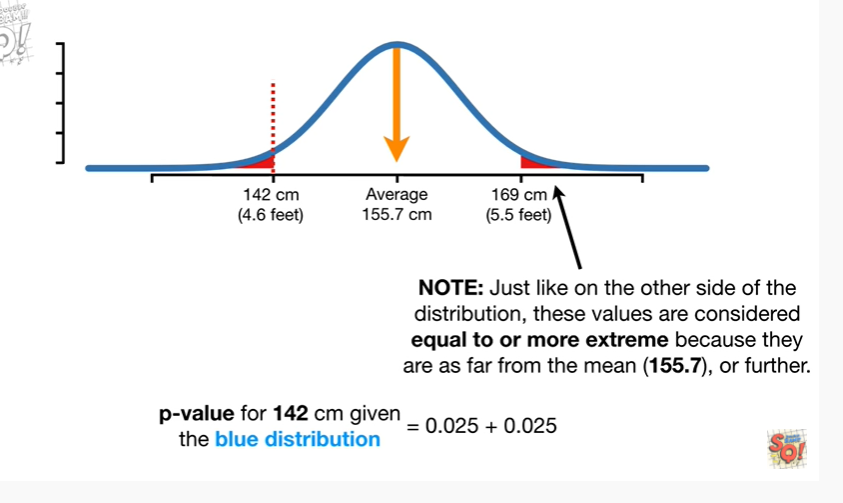 BAM!!
142 cm
(4.6 feet)
Average
155.7 cm
169 cm
(5.5 feet)
NOTE: Just like on the other side of the
distribution, these values are considered
equal to or more extreme because they
are as far from the mean (155.7), or further.
p-value for 142 cm given
the blue distribution
= 0.025 + 0.025
SQ!